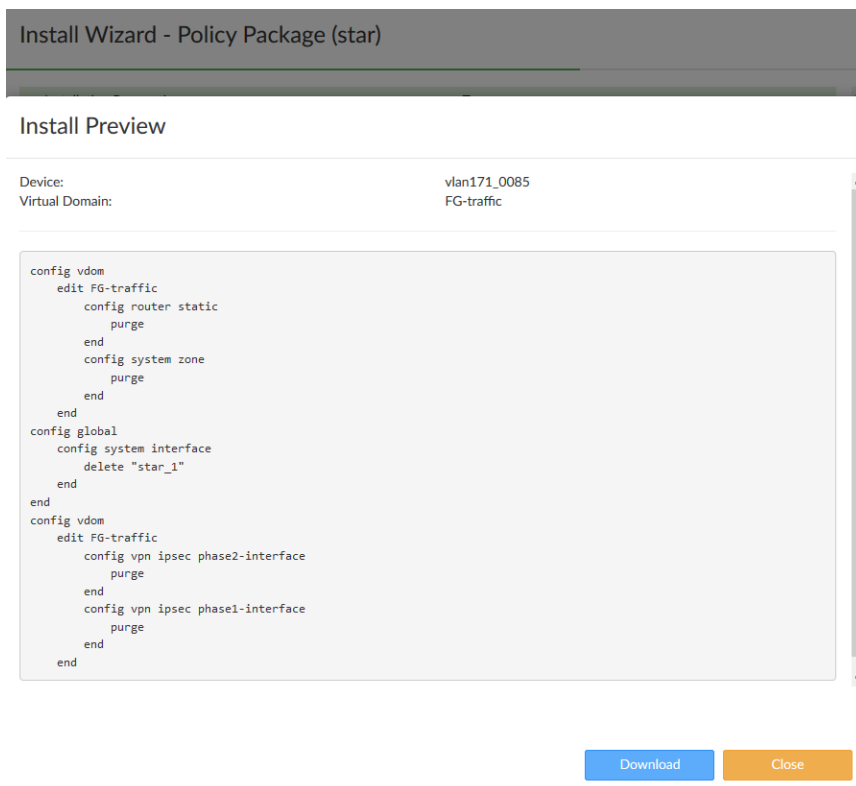 Install Wizard - Policy Package (star)
Install Preview
Device: vlan171_0085
Virtual Domain: FG-traffic
config vdom
    edit FG-traffic
        config router static
            purge
        end
        config system zone
            purge
        end
    end
config global
    config system interface
        delete "star_1"
    end
end
config vdom
    edit FG-traffic
        config vpn ipsec phase2-interface
            purge
        end
        config vpn ipsec phase1-interface
            purge
        end
    end
Download Close